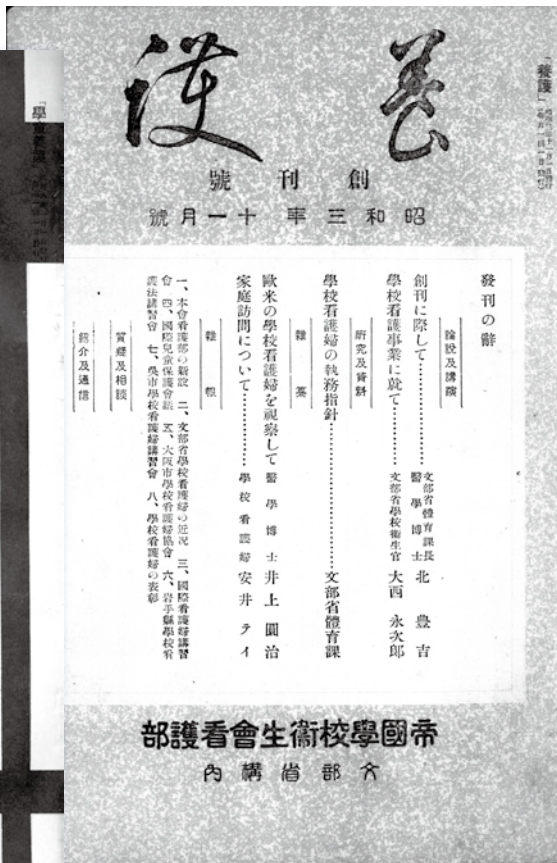 養護
創刊號
昭和三年十一月號
發刊の辭
論說及講演
創刊に際して…………文部省體育課長 醫學博士 北豊吉
學校看護事業に就て…………文部省學校衞生官 大西永次郎
研究及資料
學校看護婦の執務指針…………文部省體育課
雜纂
歐米の學校看護婦を視察して 醫學博士 井上圓治
家庭訪問について…………學校看護婦 安井テイ
雜報
一、本會看護部の新設 二、文部省學校看護婦の近況 三、國際看護婦講習
會 四、國際兒童保護會議 五、大阪市學校看護婦協會 六、岩手縣學校看
護法講習會 七、吳市學校看護婦講習會 八、學校看護婦の表彰
質疑及相談
紹介及通信
帝國學校衞生會看護部
文部省構內